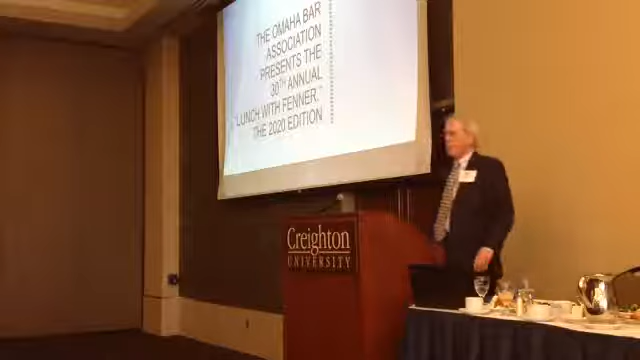 THE OMAHA BAR
ASSOCIATION
PRESENTS THE
30TH ANNUAL
"LUNCH WITH FENNER."
THE 2020 EDITION
Creighton
UNIVERSITY